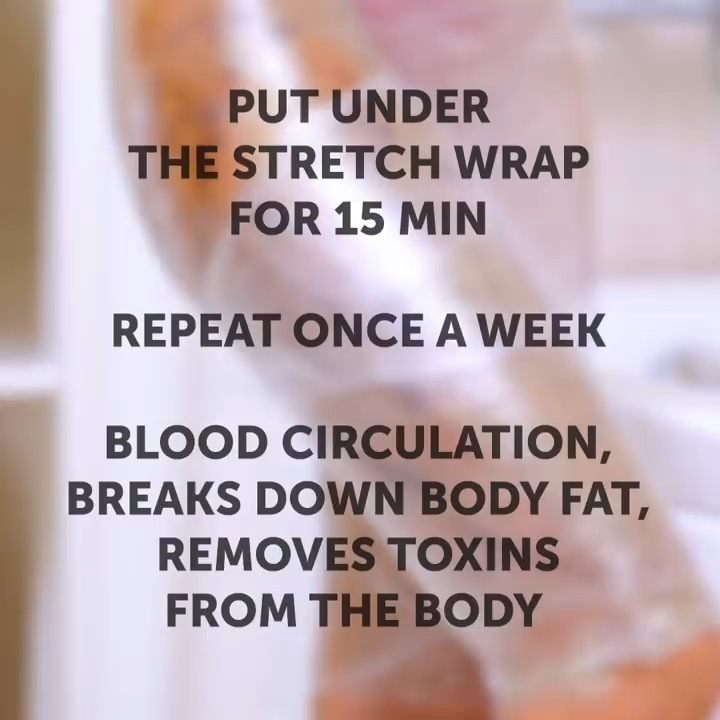 PUT UNDER
THE STRETCH WRAP
FOR 15 MIN
REPEAT ONCE A WEEK
BLOOD CIRCULATION,
BREAKS DOWN BODY FAT,
REMOVES TOXINS
FROM THE BODY